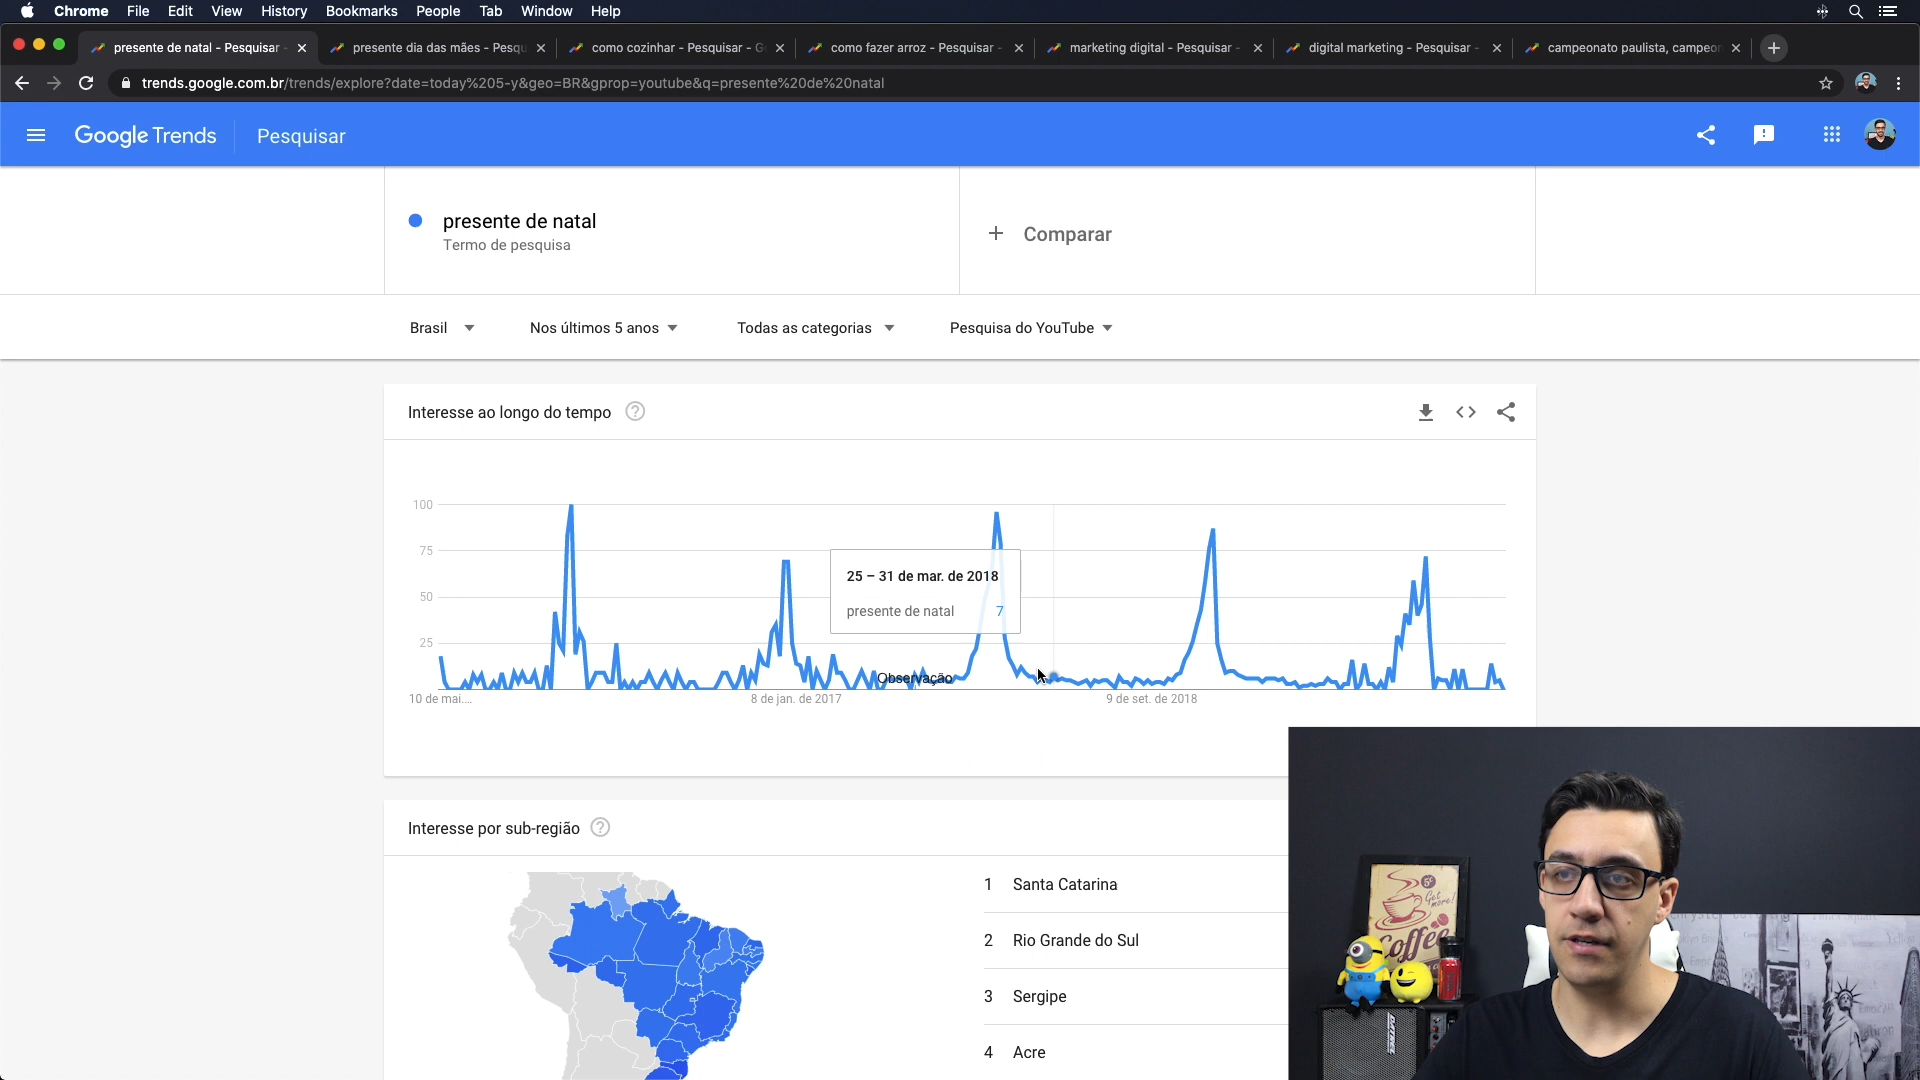 Chrome File Edit View History Bookmarks People Tab Window Help
presente de natal - Pesquisar - presente dia das mães - Pesqu como cozinhar - Pesquisar - G como fazer arroz - Pesquisar - marketing digital - Pesquisar - digital marketing - Pesquisar - campeonato paulista, campeon
trends.google.com.br/trends/explore?date=today%205-y&geo=BR&gprop=youtube&q=presente%20de%20natal
Google Trends Pesquisar
presente de natal
Termo de pesquisa
+ Comparar
Brasil Nos últimos 5 anos Todas as categorias Pesquisa do YouTube
Interesse ao longo do tempo ?
100
75
50
25
25 – 31 de mar. de 2018
presente de natal 7
Observação
10 de mai.... 8 de jan. de 2017 9 de set. de 2018
Interesse por sub-região ?
1 Santa Catarina
2 Rio Grande do Sul
3 Sergipe
4 Acre
5¢
Get more!
Coffee